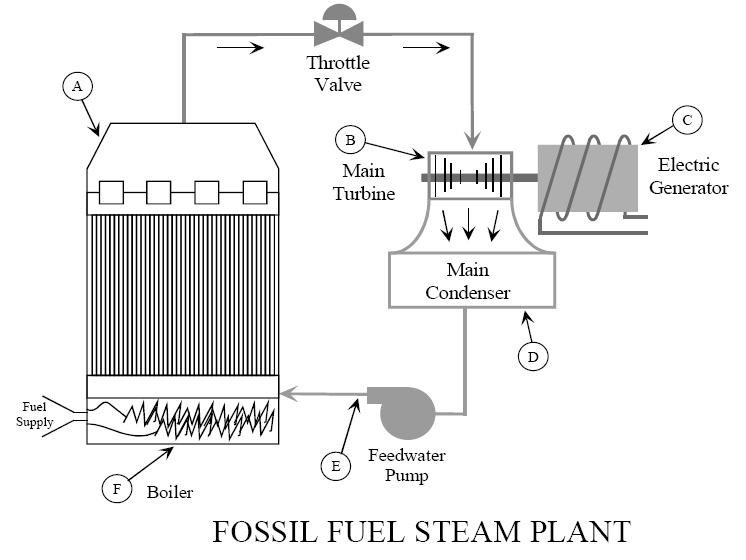 A
Throttle
Valve
B
Main
Turbine
C
Electric
Generator
Main
Condenser
D
Fuel
Supply
E
Feedwater
Pump
F
Boiler
FOSSIL FUEL STEAM PLANT